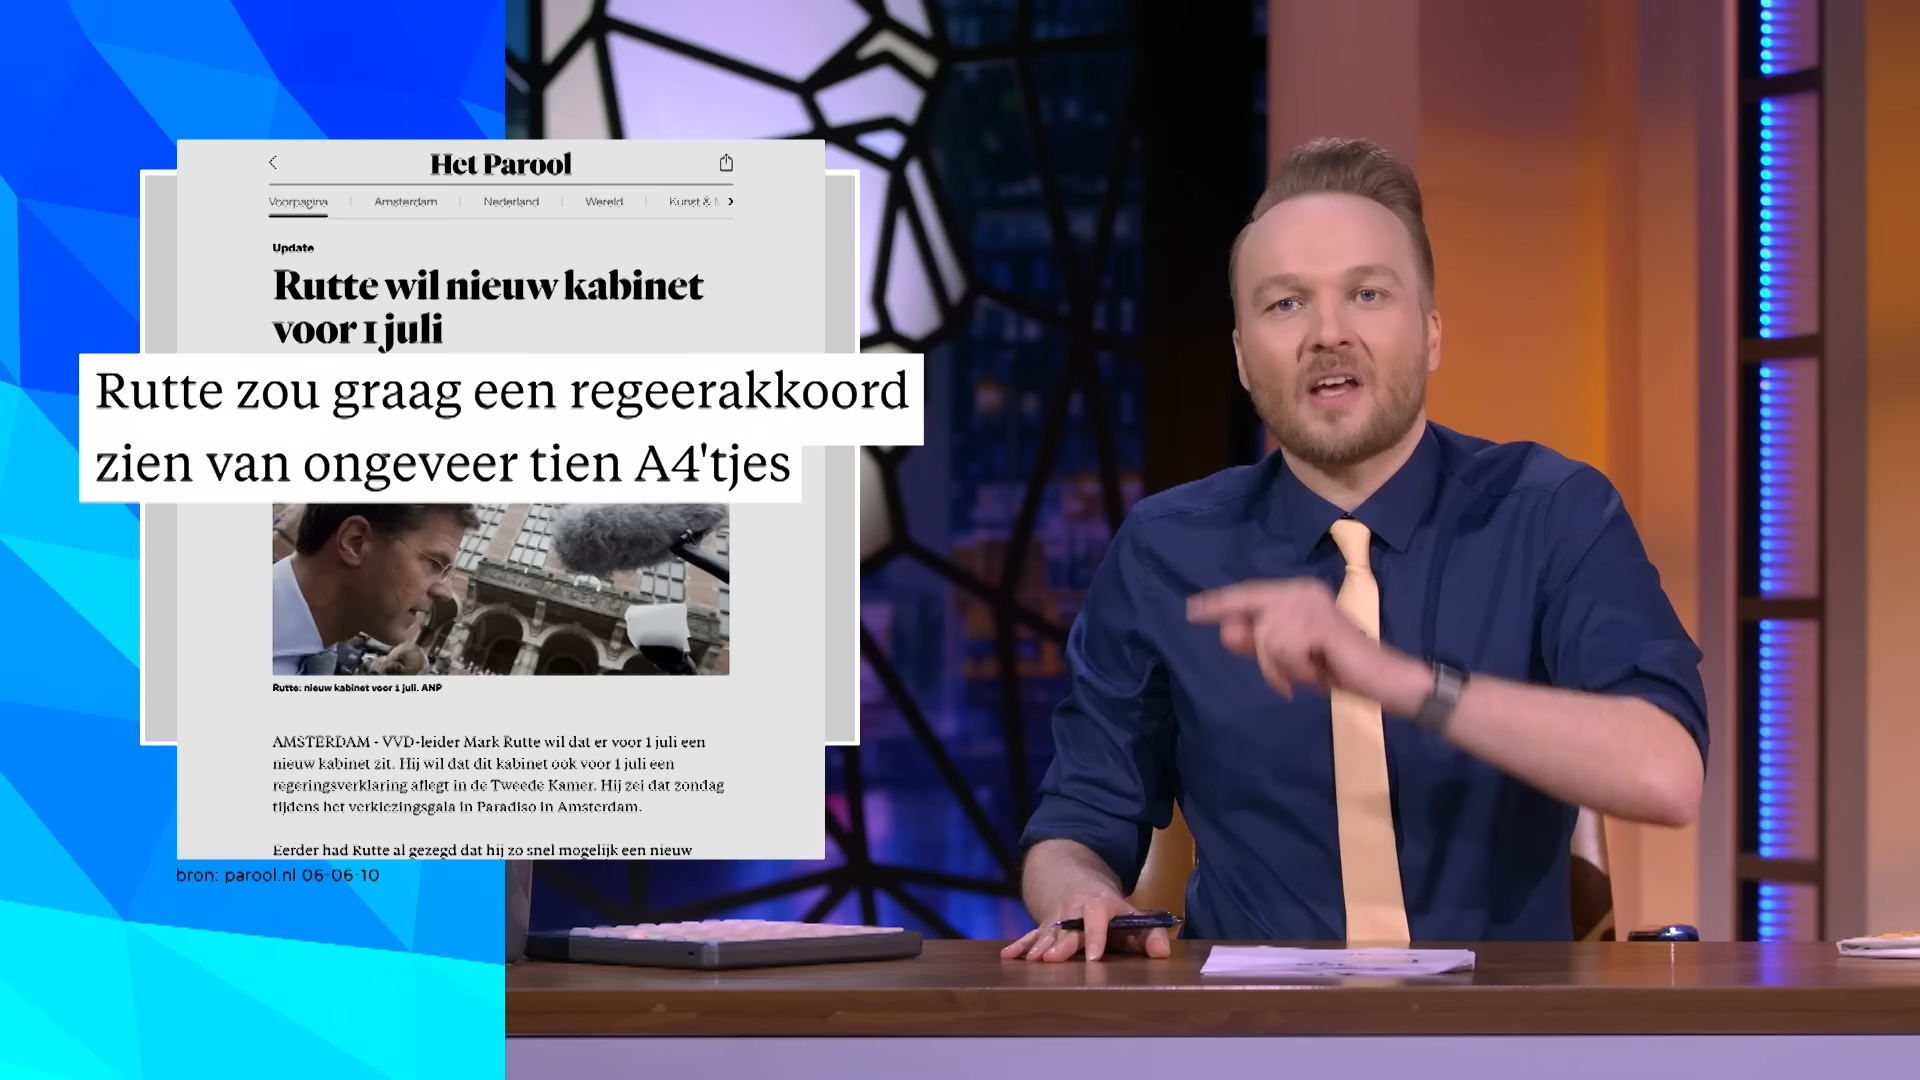 Het Parool
Voorpagina Amsterdam Nederland Wereld Kunst &
Update
Rutte wil nieuw kabinet
voor 1 juli
Rutte zou graag een regeerakkoord
zien van ongeveer tien A4'tjes
Rutte: nieuw kabinet voor 1 juli. ANP
AMSTERDAM - VVD-leider Mark Rutte wil dat er voor 1 juli een
nieuw kabinet zit. Hij wil dat dit kabinet ook voor 1 juli een
regeringsverklaring aflegt in de Tweede Kamer. Hij zei dat zondag
tijdens het verkiezingsgala in Paradiso in Amsterdam.
Eerder had Rutte al gezegd dat hij zo snel mogelijk een nieuw
bron: parool.nl 06-06-10